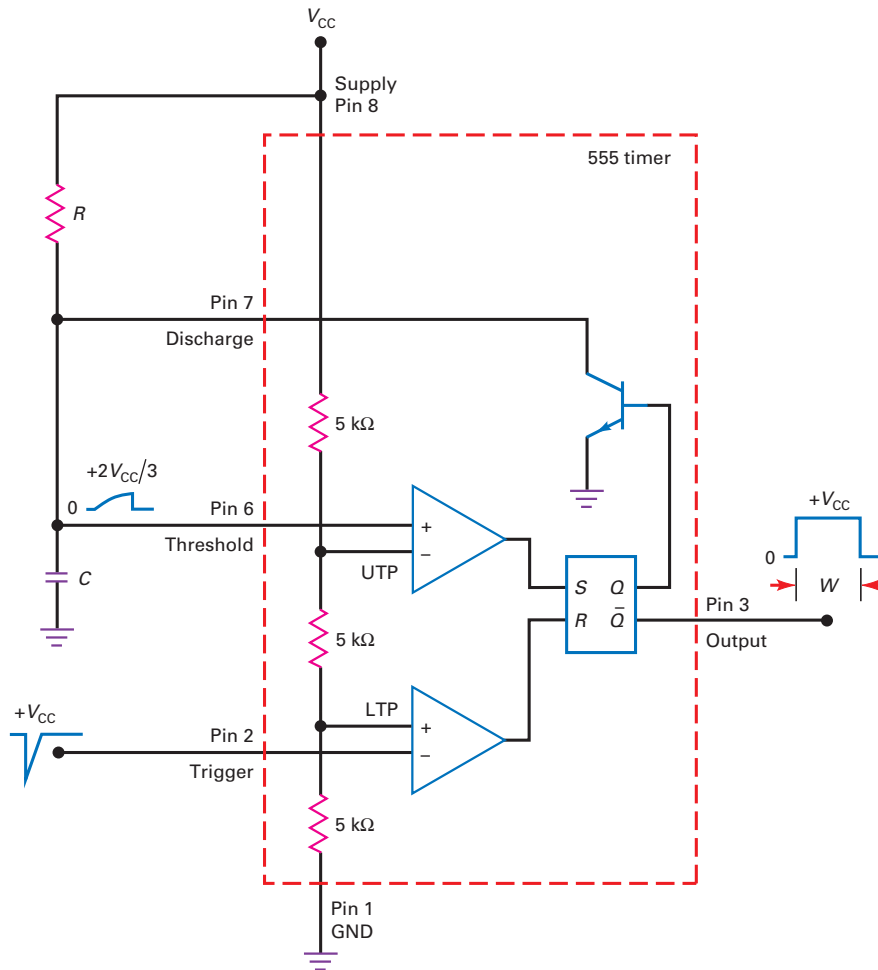 VCC
Supply
Pin 8
555 timer
R
Pin 7
Discharge
5 kΩ
+2VCC/3
0
Pin 6
Threshold
+
−
UTP
C
S Q
R Q̄
+VCC
0
W
Pin 3
Output
5 kΩ
LTP
+
−
+VCC
Pin 2
Trigger
5 kΩ
Pin 1
GND